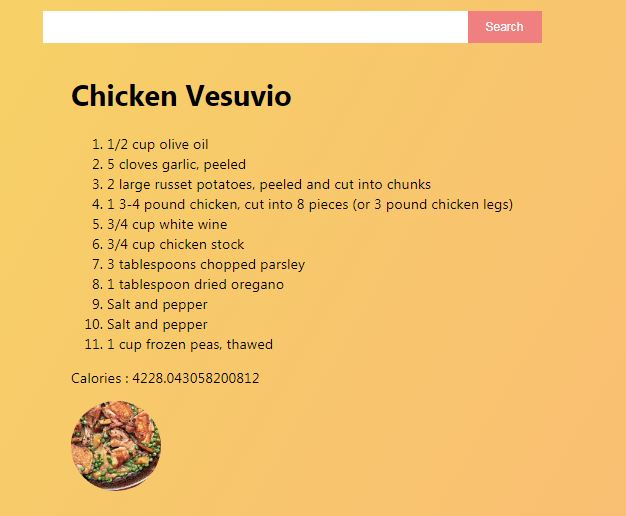 Search
Chicken Vesuvio
1. 1/2 cup olive oil
2. 5 cloves garlic, peeled
3. 2 large russet potatoes, peeled and cut into chunks
4. 1 3-4 pound chicken, cut into 8 pieces (or 3 pound chicken legs)
5. 3/4 cup white wine
6. 3/4 cup chicken stock
7. 3 tablespoons chopped parsley
8. 1 tablespoon dried oregano
9. Salt and pepper
10. Salt and pepper
11. 1 cup frozen peas, thawed
Calories : 4228.043058200812